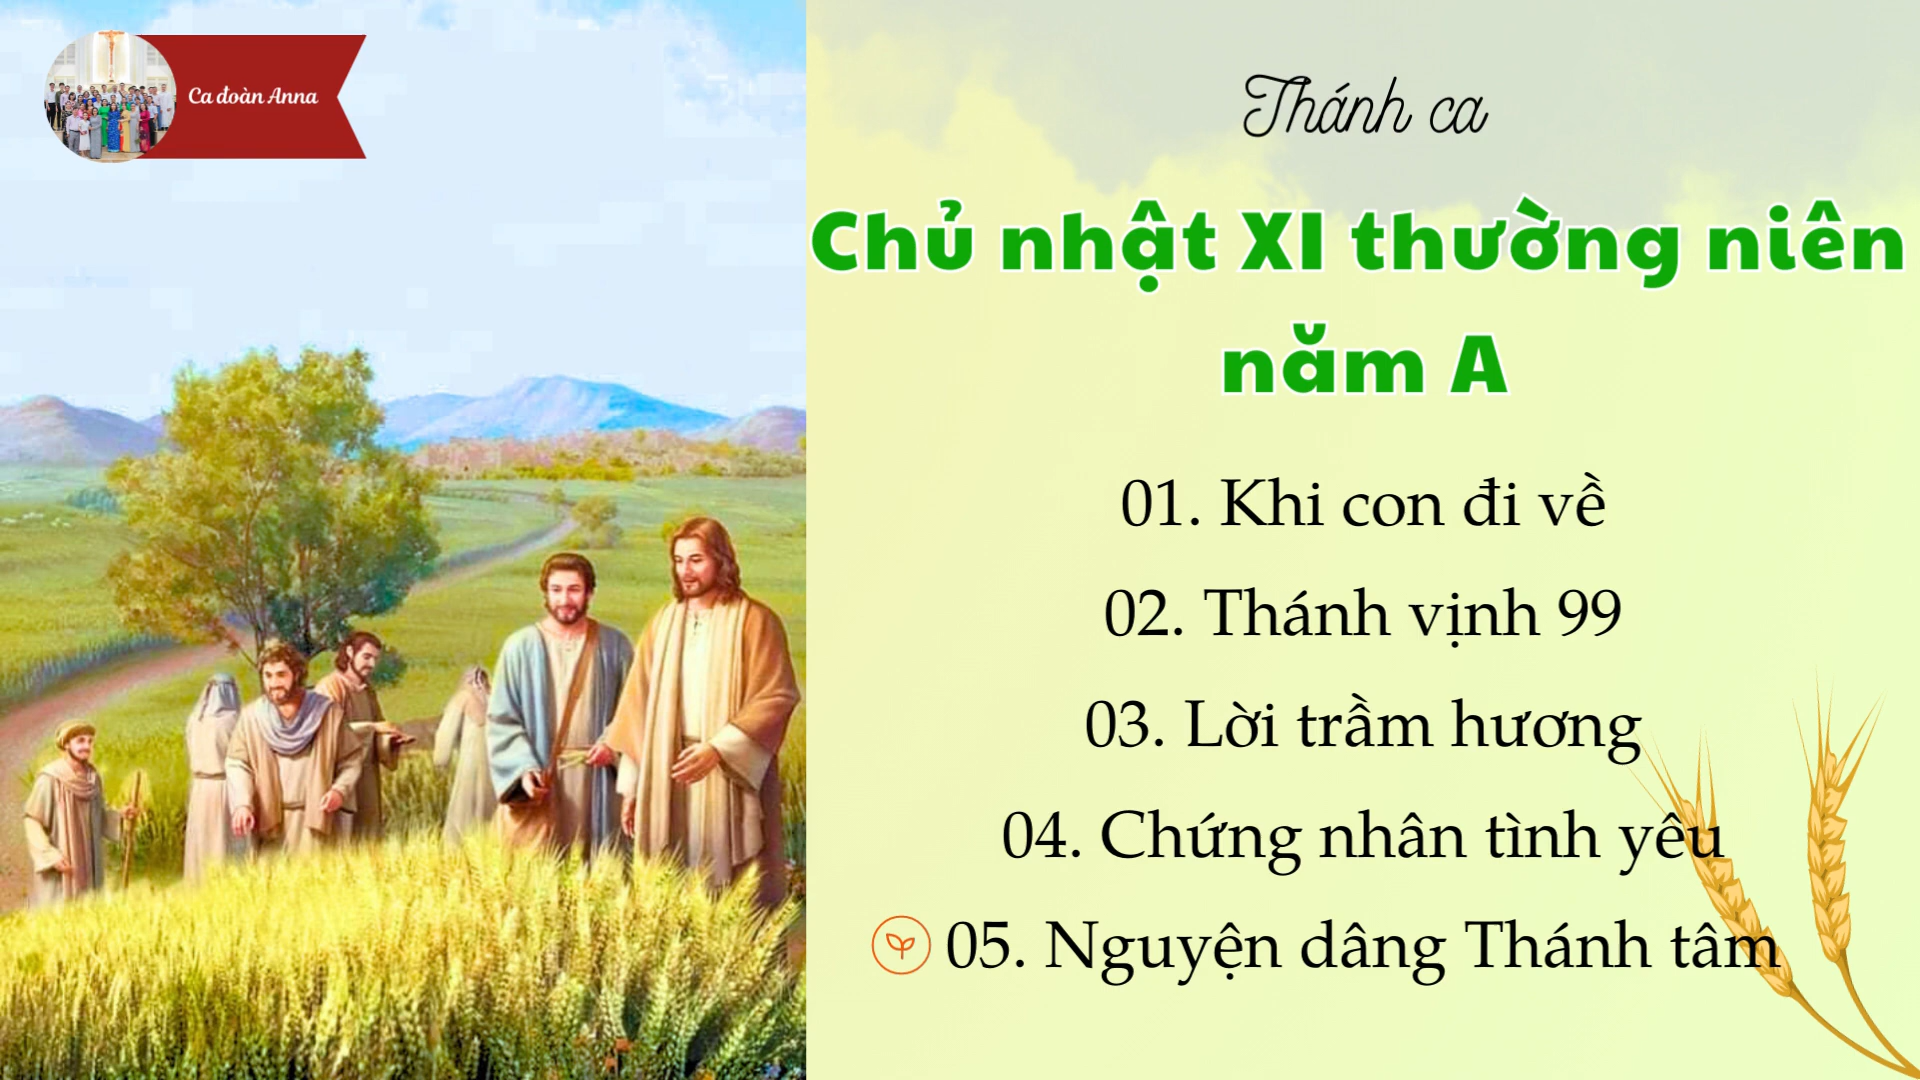 Ca đoàn Anna
Thánh ca
Chủ nhật XI thường niên
năm A
01. Khi con đi về
02. Thánh vịnh 99
03. Lời trầm hương
04. Chứng nhân tình yêu
05. Nguyện dâng Thánh tâm